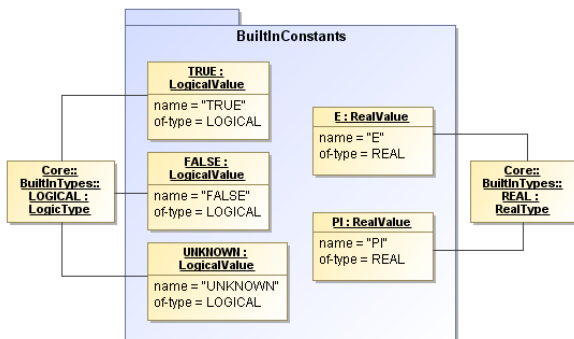 BuiltInConstants
TRUE :
LogicalValue
name = "TRUE"
of-type = LOGICAL
FALSE :
LogicalValue
name = "FALSE"
of-type = LOGICAL
UNKNOWN :
LogicalValue
name = "UNKNOWN"
of-type = LOGICAL
Core::
BuiltInTypes::
LOGICAL :
LogicType
E : RealValue
name = "E"
of-type = REAL
PI : RealValue
name = "PI"
of-type = REAL
Core::
BuiltInTypes::
REAL :
RealType